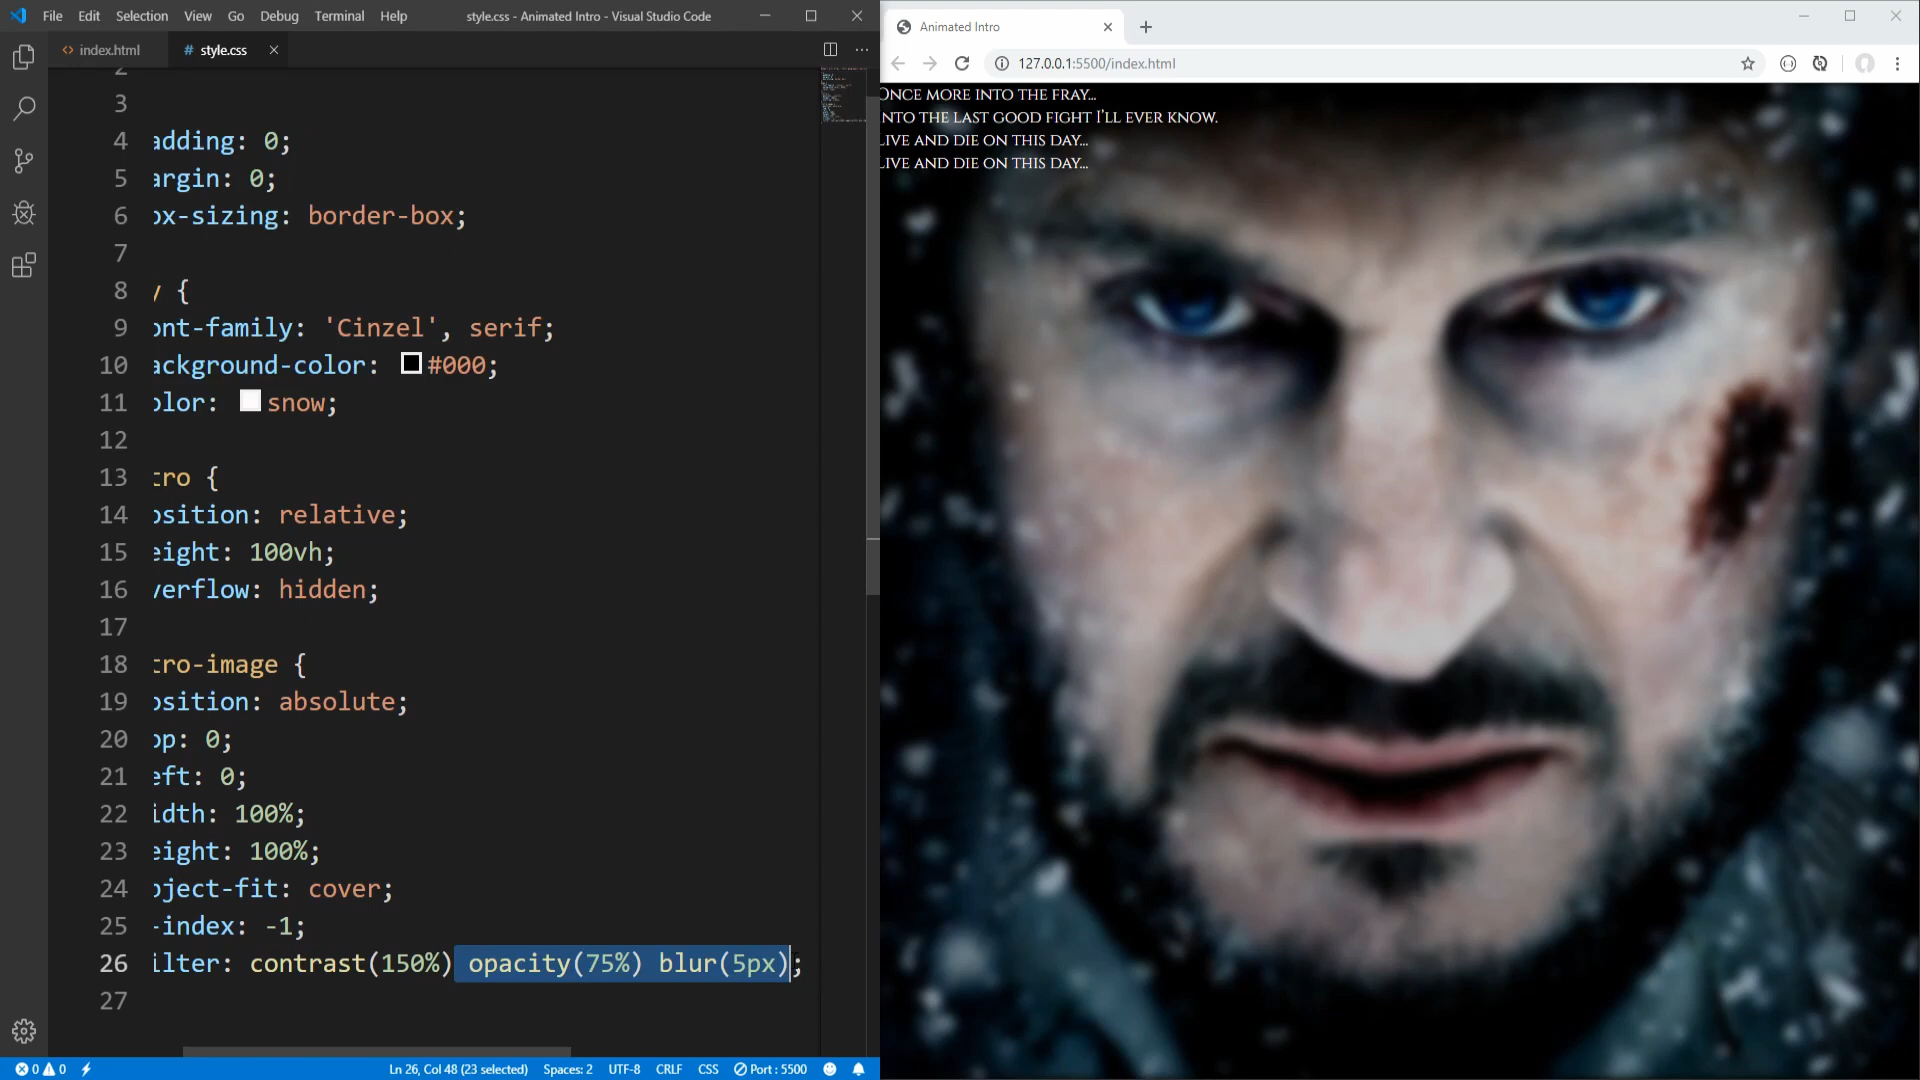 File Edit Selection View Go Debug Terminal Help
style.css - Animated Intro - Visual Studio Code
index.html
# style.css
2
3
4 adding: 0;
5 argin: 0;
6 ox-sizing: border-box;
7
8 y {
9 ont-family: 'Cinzel', serif;
10 ackground-color: #000;
11 olor: snow;
12
13 tro {
14 osition: relative;
15 eight: 100vh;
16 verflow: hidden;
17
18 tro-image {
19 osition: absolute;
20 op: 0;
21 eft: 0;
22 idth: 100%;
23 eight: 100%;
24 bject-fit: cover;
25 -index: -1;
26 ilter: contrast(150%) opacity(75%) blur(5px);
27
0 0 Ln 26, Col 48 (23 selected) Spaces: 2 UTF-8 CRLF CSS Port : 5500
Animated Intro
127.0.0.1:5500/index.html
ONCE MORE INTO THE FRAY...
INTO THE LAST GOOD FIGHT I'LL EVER KNOW.
LIVE AND DIE ON THIS DAY...
LIVE AND DIE ON THIS DAY...